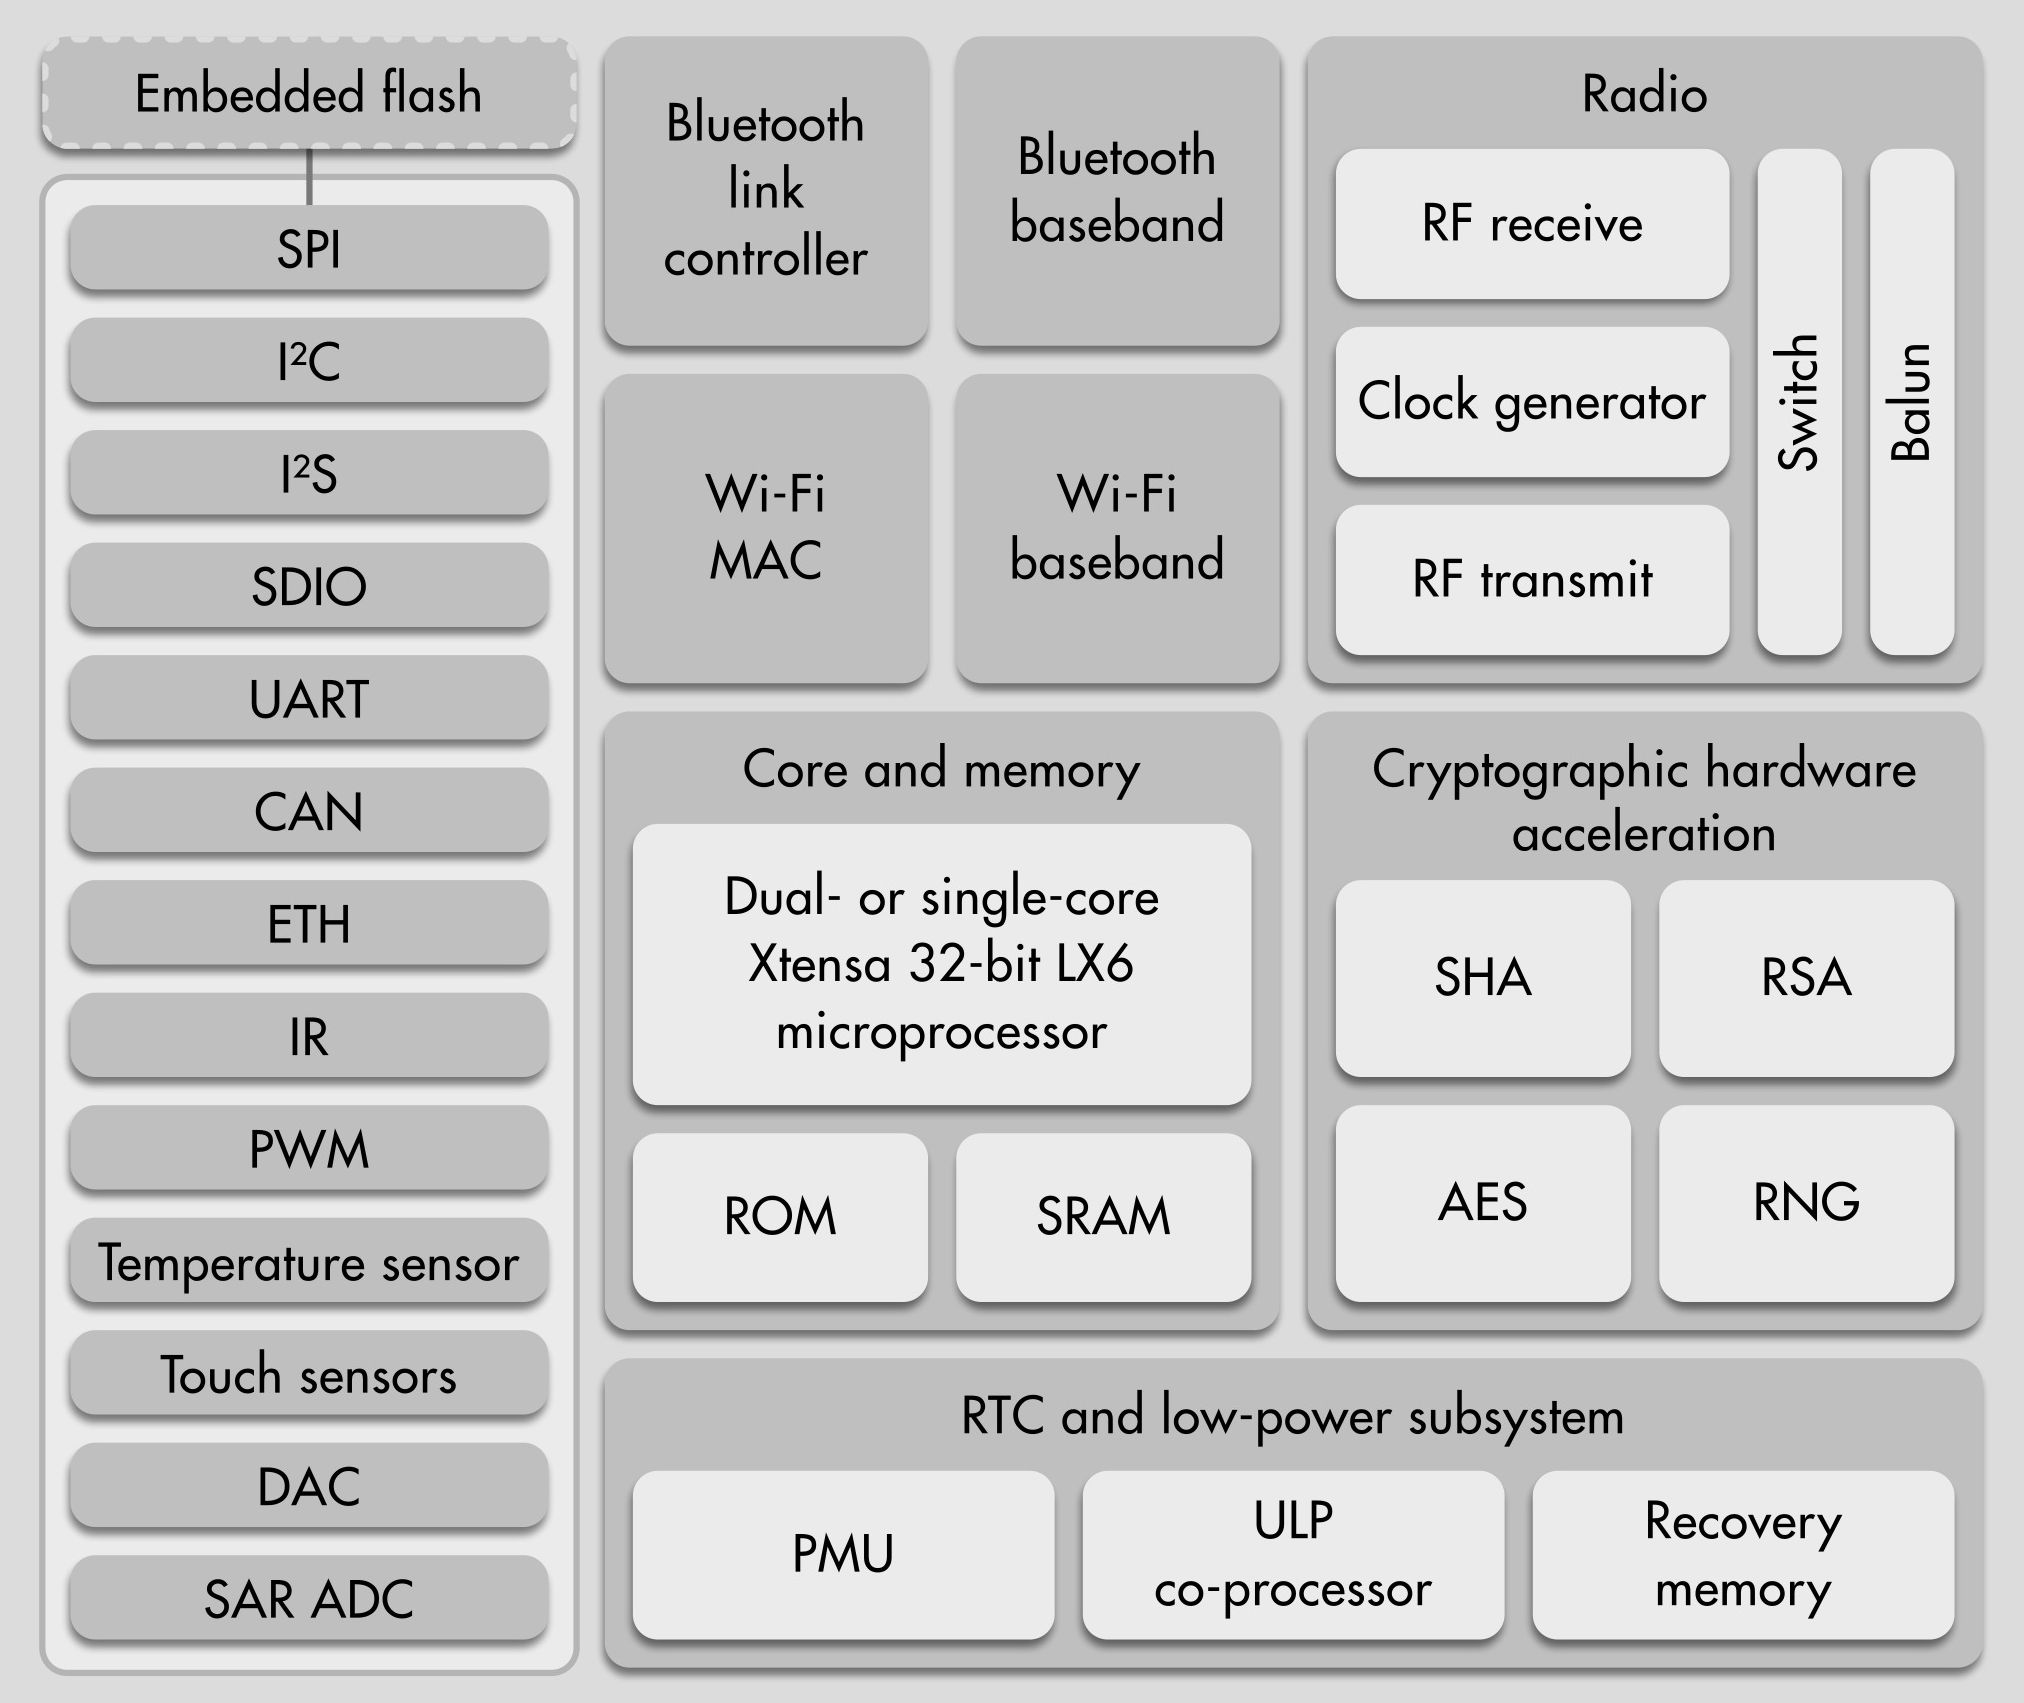 Embedded flash
SPI
I²C
I²S
SDIO
UART
CAN
ETH
IR
PWM
Temperature sensor
Touch sensors
DAC
SAR ADC
Bluetooth
link
controller
Bluetooth
baseband
Wi-Fi
MAC
Wi-Fi
baseband
Radio
RF receive
Clock generator
RF transmit
Switch
Balun
Core and memory
Dual- or single-core
Xtensa 32-bit LX6
microprocessor
ROM
SRAM
Cryptographic hardware
acceleration
SHA
RSA
AES
RNG
RTC and low-power subsystem
PMU
ULP
co-processor
Recovery
memory